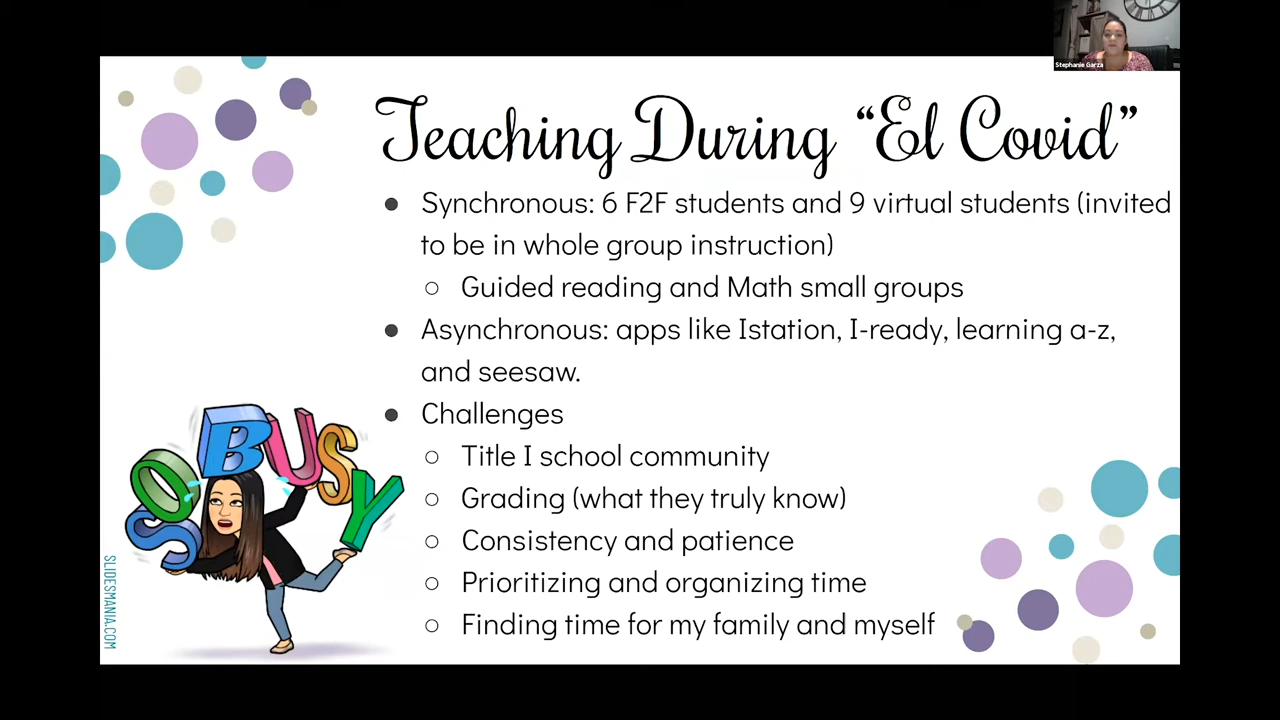 Stephanie Garza
Teaching During “El Covid”
● Synchronous: 6 F2F students and 9 virtual students (invited
to be in whole group instruction)
○ Guided reading and Math small groups
● Asynchronous: apps like Istation, I-ready, learning a-z,
and seesaw.
● Challenges
○ Title I school community
○ Grading (what they truly know)
○ Consistency and patience
○ Prioritizing and organizing time
○ Finding time for my family and myself
SO BUSY
SLIDESMANIA.COM